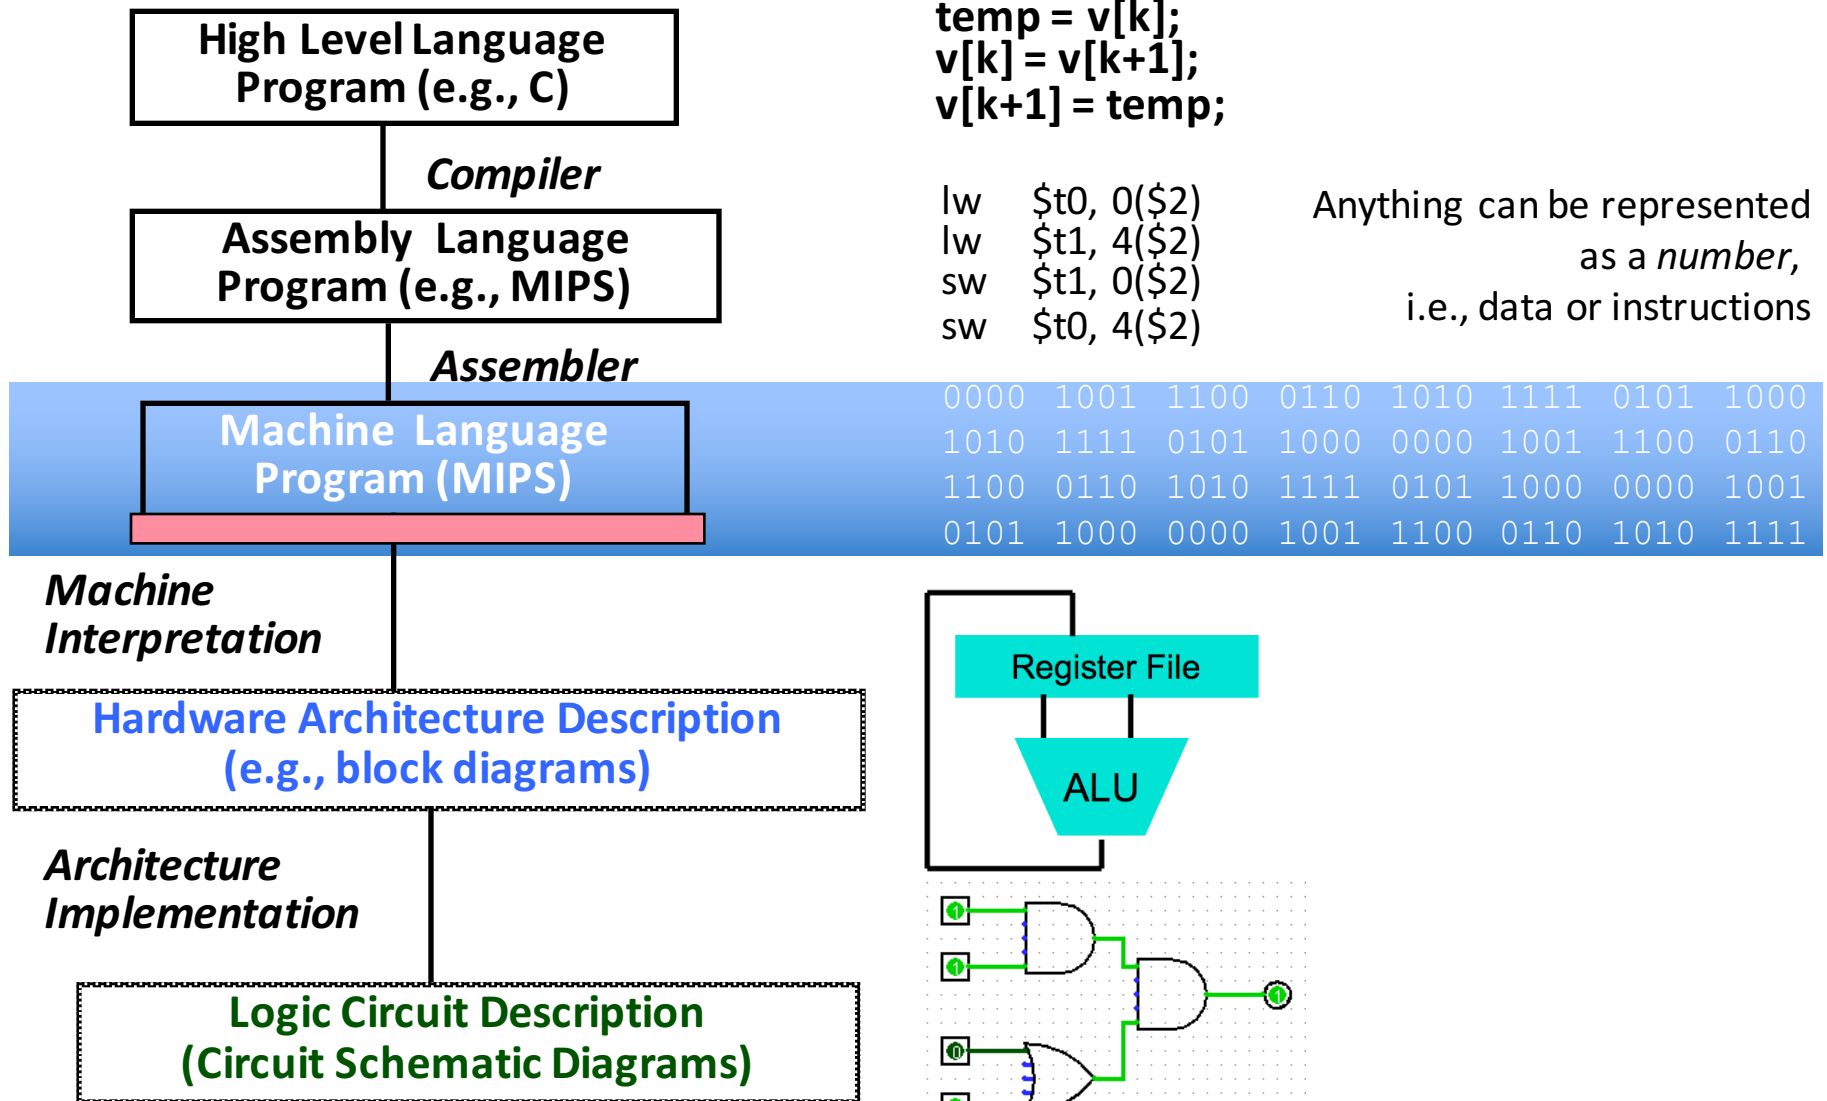 High Level Language
Program (e.g., C)
temp = v[k];
v[k] = v[k+1];
v[k+1] = temp;
Compiler
Assembly Language
Program (e.g., MIPS)
lw $t0, 0($2)
lw $t1, 4($2)
sw $t1, 0($2)
sw $t0, 4($2)
Anything can be represented
as a number,
i.e., data or instructions
Assembler
Machine Language
Program (MIPS)
0000 1001 1100 0110 1010 1111 0101 1000
1010 1111 0101 1000 0000 1001 1100 0110
1100 0110 1010 1111 0101 1000 0000 1001
0101 1000 0000 1001 1100 0110 1010 1111
Machine
Interpretation
Register File
ALU
Hardware Architecture Description
(e.g., block diagrams)
Architecture
Implementation
1
1
1
0
Logic Circuit Description
(Circuit Schematic Diagrams)